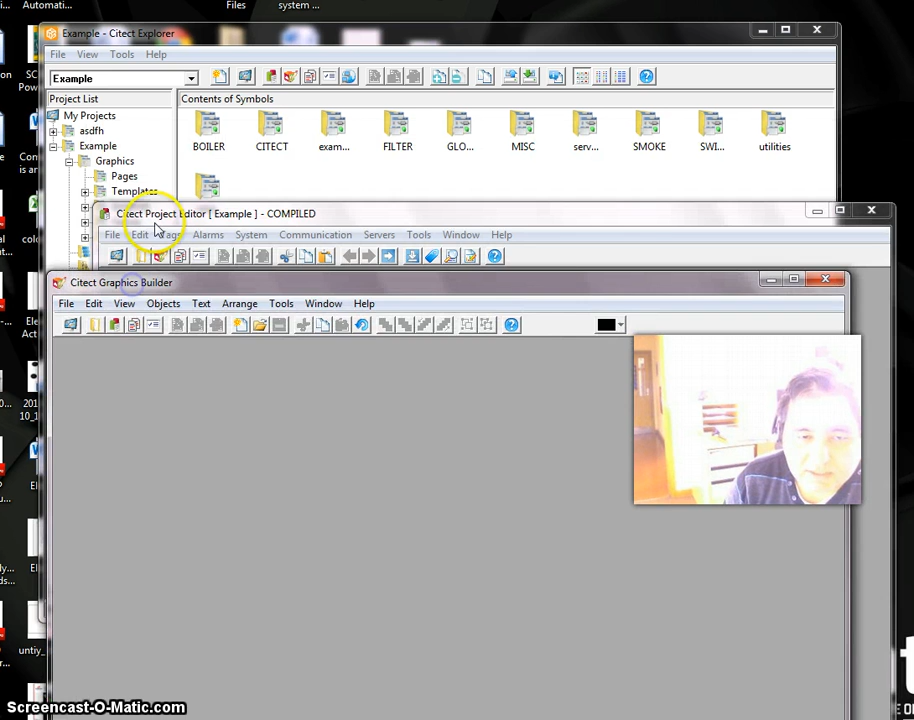 Automati...
Files
system ...
Example - Citect Explorer
File View Tools Help
Example
Project List
Contents of Symbols
My Projects
asdfh
Example
Graphics
Pages
Templates
BOILER CITECT exam... FILTER GLO... MISC serv... SMOKE SWI... utilities
Citect Project Editor [ Example ] - COMPILED
File Edit Tags Alarms System Communication Servers Tools Window Help
Citect Graphics Builder
File Edit View Objects Text Arrange Tools Window Help
Screencast-O-Matic.com